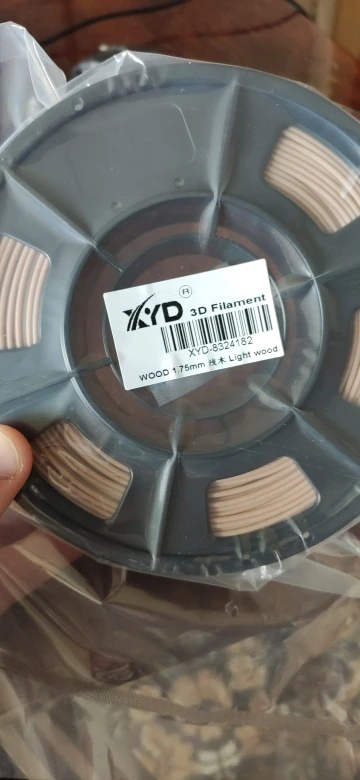 XYD ® 3D Filament
XYD-8324182
WOOD 1.75mm 浅木 Light wood